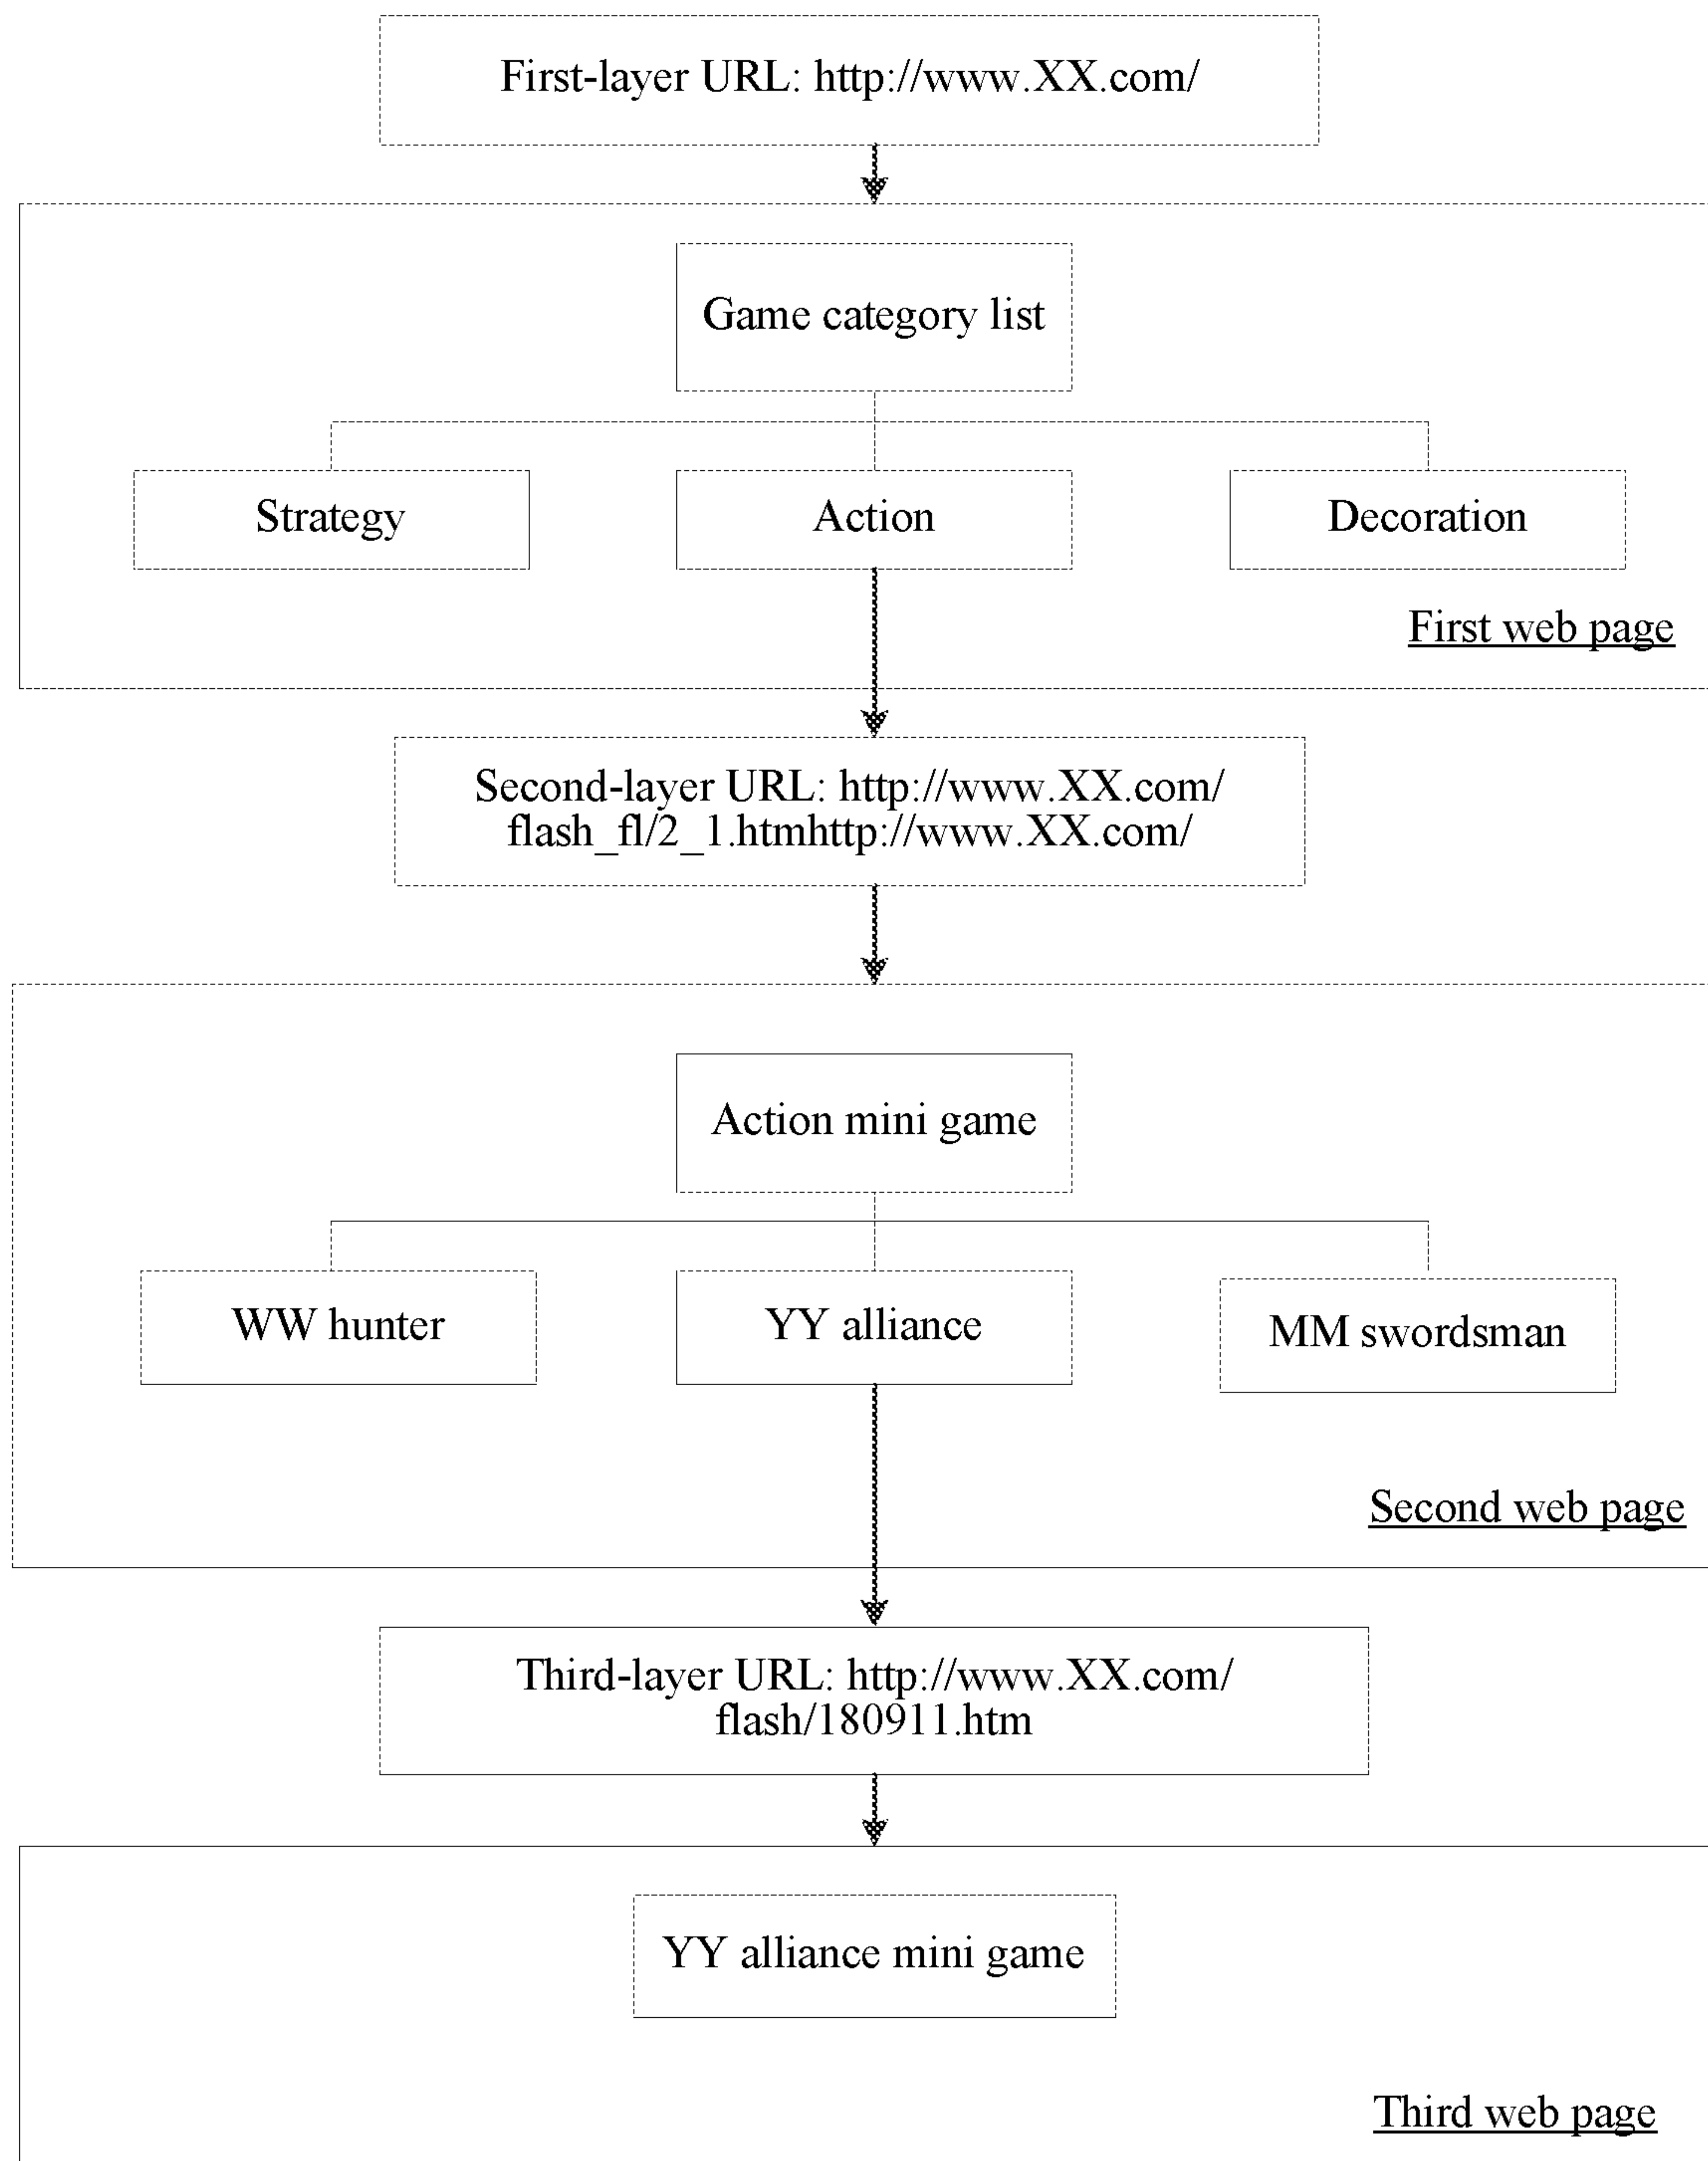 First-layer URL: http://www.XX.com/
Game category list
Strategy
Action
Decoration
First web page
Second-layer URL: http://www.XX.com/
flash_fl/2_1.htmhttp://www.XX.com/
Action mini game
WW hunter
YY alliance
MM swordsman
Second web page
Third-layer URL: http://www.XX.com/
flash/180911.htm
YY alliance mini game
Third web page